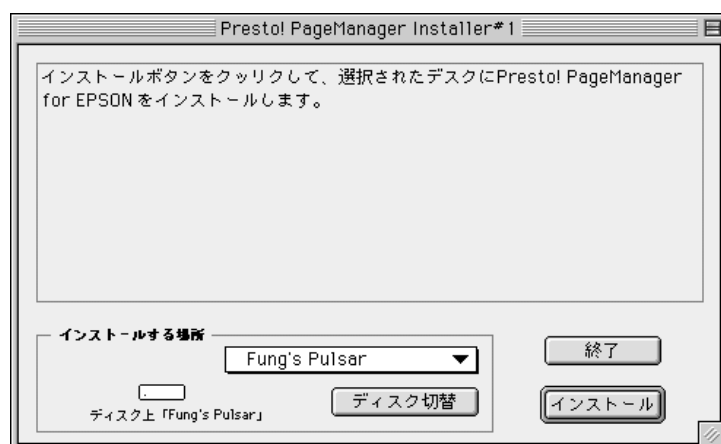 Presto! PageManager Installer#1
インストールボタンをクッリクして、選択されたデスクにPresto! PageManager
for EPSON をインストールします。
インストールする場所
Fung's Pulsar
終了
ディスク上「Fung's Pulsar」
ディスク切替
インストール